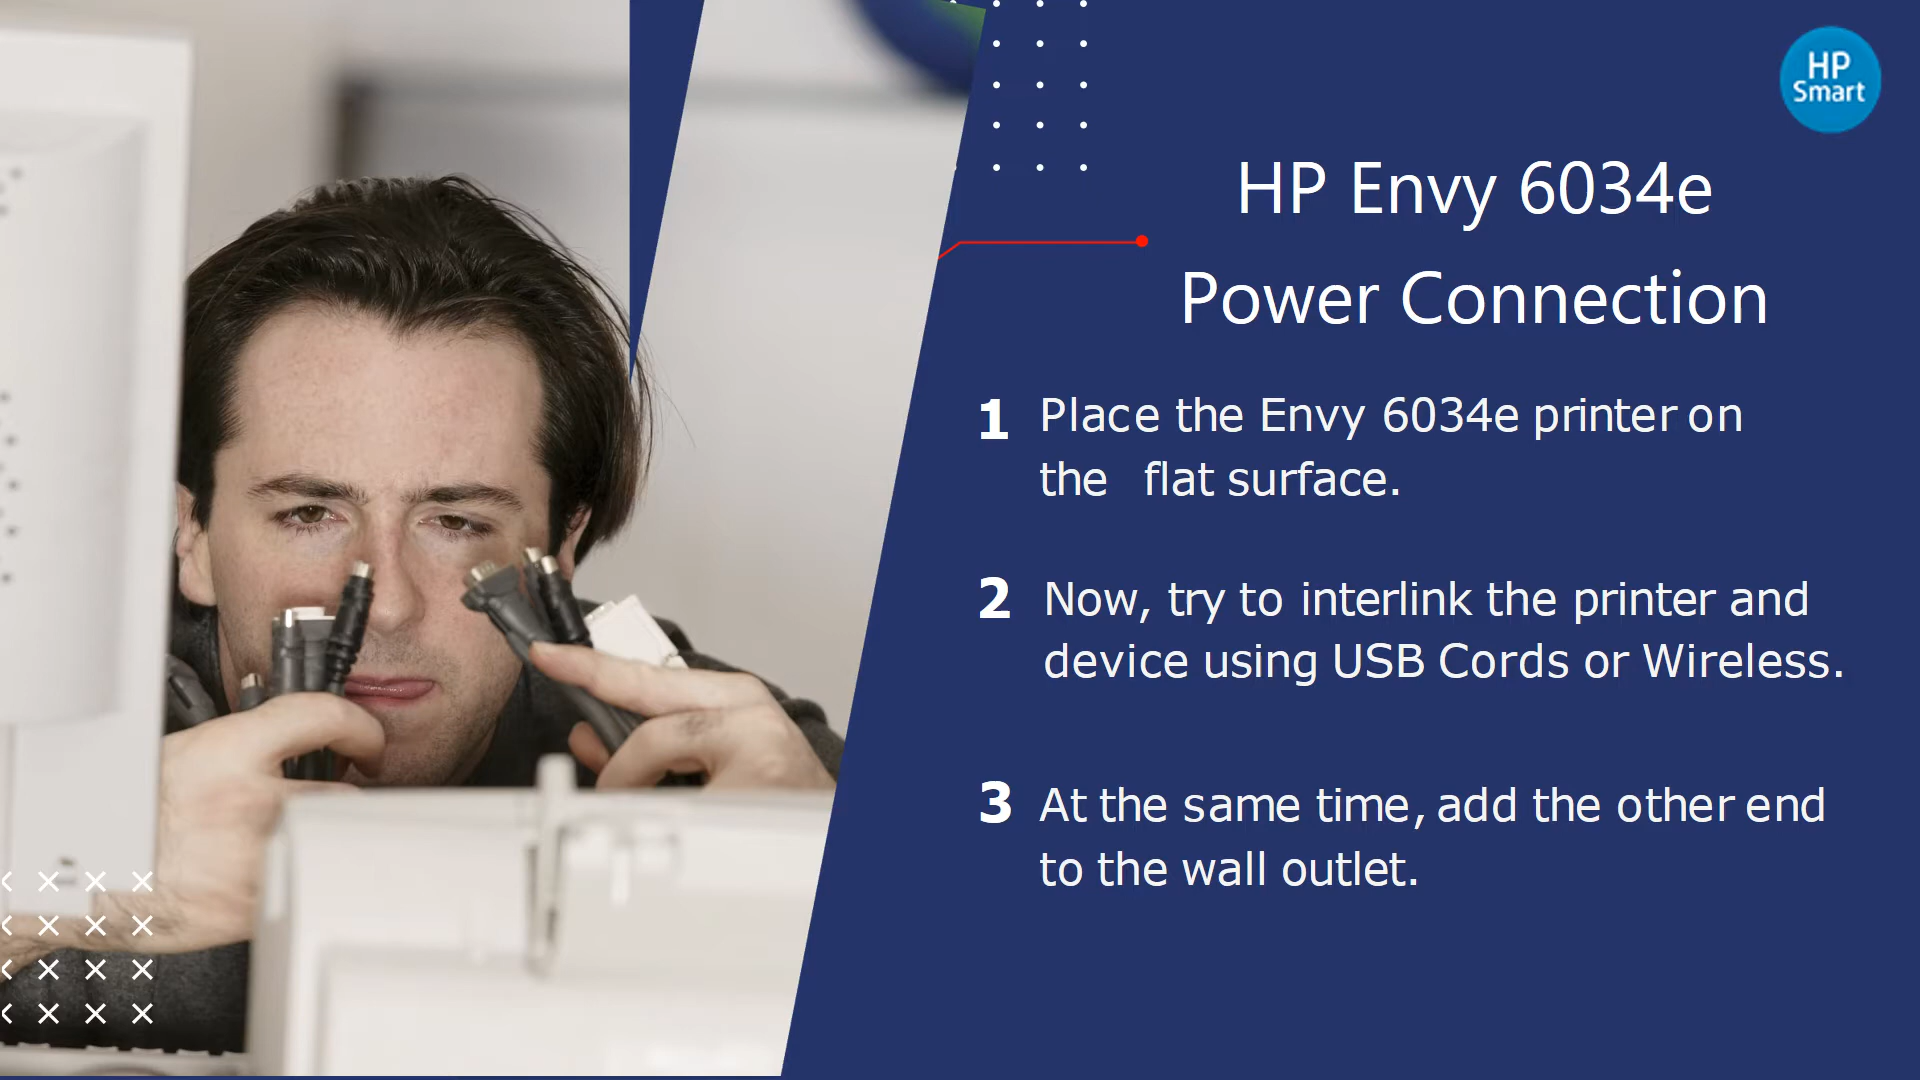 HP
Smart
HP Envy 6034e
Power Connection
1 Place the Envy 6034e printer on
the flat surface.
2 Now, try to interlink the printer and
device using USB Cords or Wireless.
3 At the same time, add the other end
to the wall outlet.